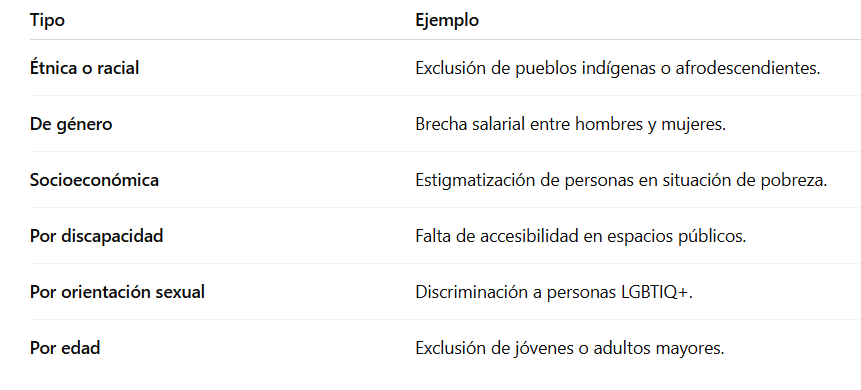 Tipo Ejemplo
Étnica o racial Exclusión de pueblos indígenas o afrodescendientes.
De género Brecha salarial entre hombres y mujeres.
Socioeconómica Estigmatización de personas en situación de pobreza.
Por discapacidad Falta de accesibilidad en espacios públicos.
Por orientación sexual Discriminación a personas LGBTIQ+.
Por edad Exclusión de jóvenes o adultos mayores.